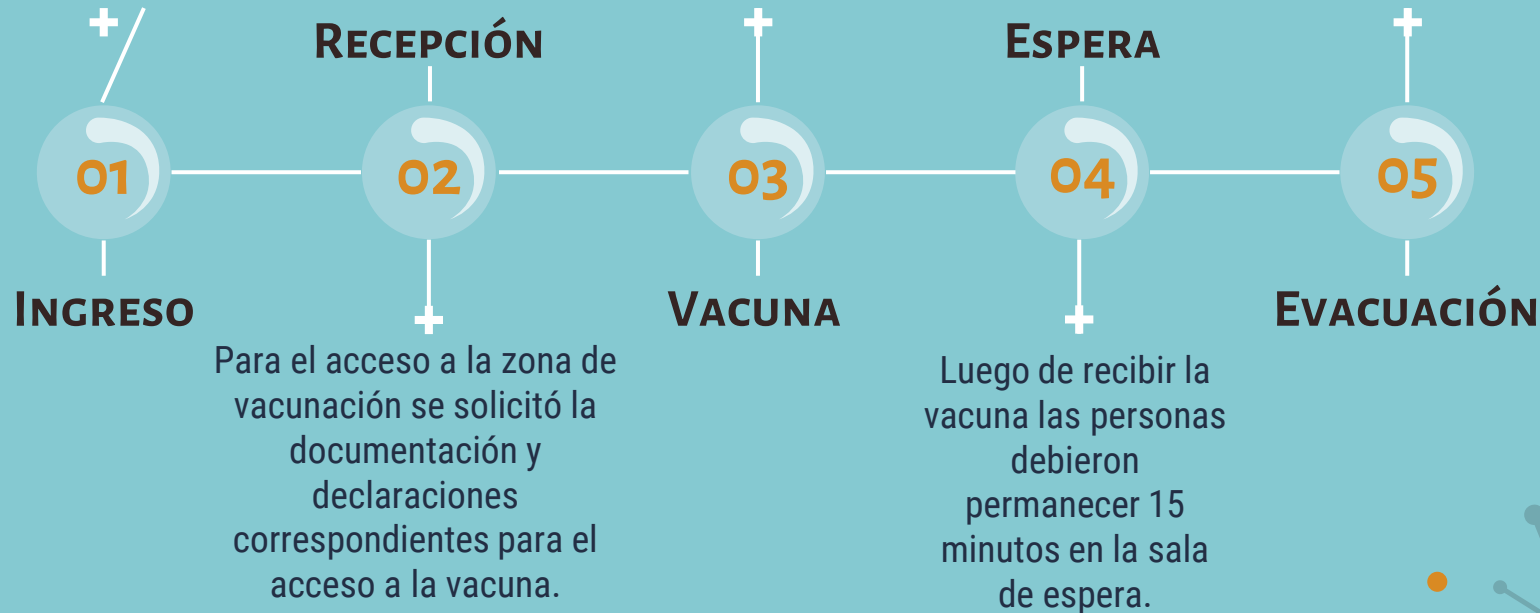 RECEPCIÓN
ESPERA
01
02
03
04
05
INGRESO
VACUNA
EVACUACIÓN
Para el acceso a la zona de
vacunación se solicitó la
documentación y
declaraciones
correspondientes para el
acceso a la vacuna.
Luego de recibir la
vacuna las personas
debieron
permanecer 15
minutos en la sala
de espera.